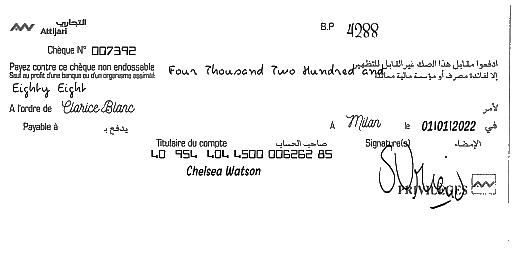 التجاري
Attijari
B.P 4288
Chèque N° 007392
Payez contre ce chèque non endossable
ادفعوا مقابل هذا الصك غير القابل للتظهير
Sauf au profit d'une banque ou d'un organisme assimilé
إلا لفائدة مصرف أو مؤسسة مالية
Four Thousand Two Hundred and
Eighty Eight
A l'ordre de Clarice Blanc
لأمر
Payable à يدفع بـ
A Milan le 01|01|2022 في
Titulaire du compte صاحب الحساب
Signature(s) الإمضاء
40 954 404 4500 006262 85
Chelsea Watson
PRIVILEGES